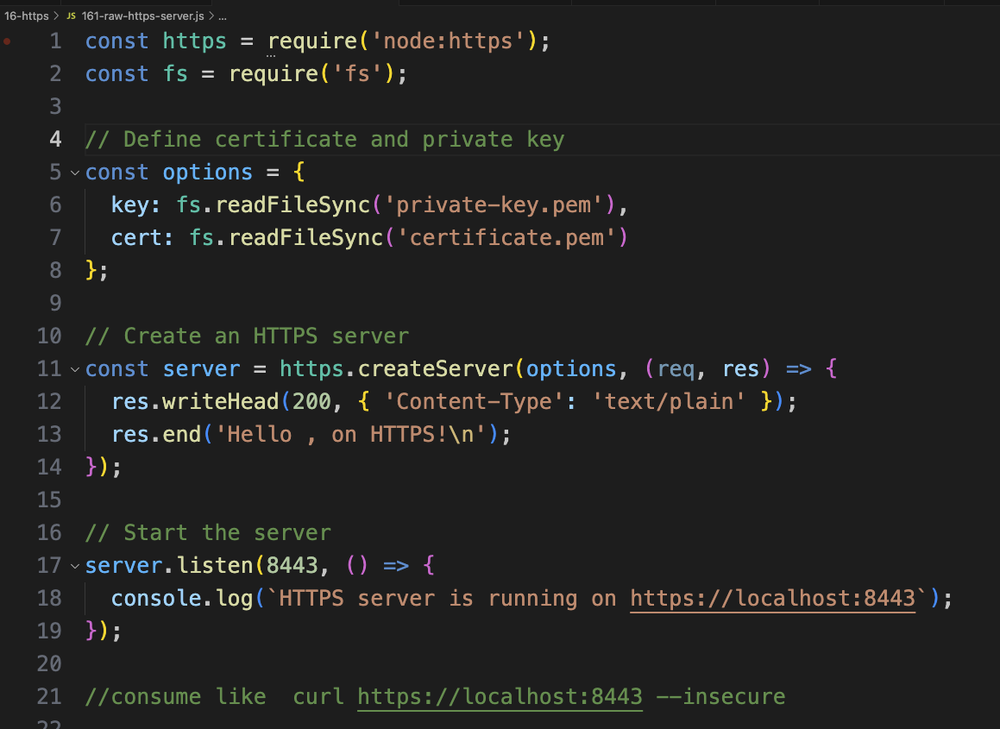 16-https > JS 161-raw-https-server.js > ...
1 const https = require('node:https');
2 const fs = require('fs');
3
4 // Define certificate and private key
5 const options = {
6   key: fs.readFileSync('private-key.pem'),
7   cert: fs.readFileSync('certificate.pem')
8 };
9
10 // Create an HTTPS server
11 const server = https.createServer(options, (req, res) => {
12   res.writeHead(200, { 'Content-Type': 'text/plain' });
13   res.end('Hello , on HTTPS!\n');
14 });
15
16 // Start the server
17 server.listen(8443, () => {
18   console.log(`HTTPS server is running on https://localhost:8443`);
19 });
20
21 //consume like  curl https://localhost:8443 --insecure
22